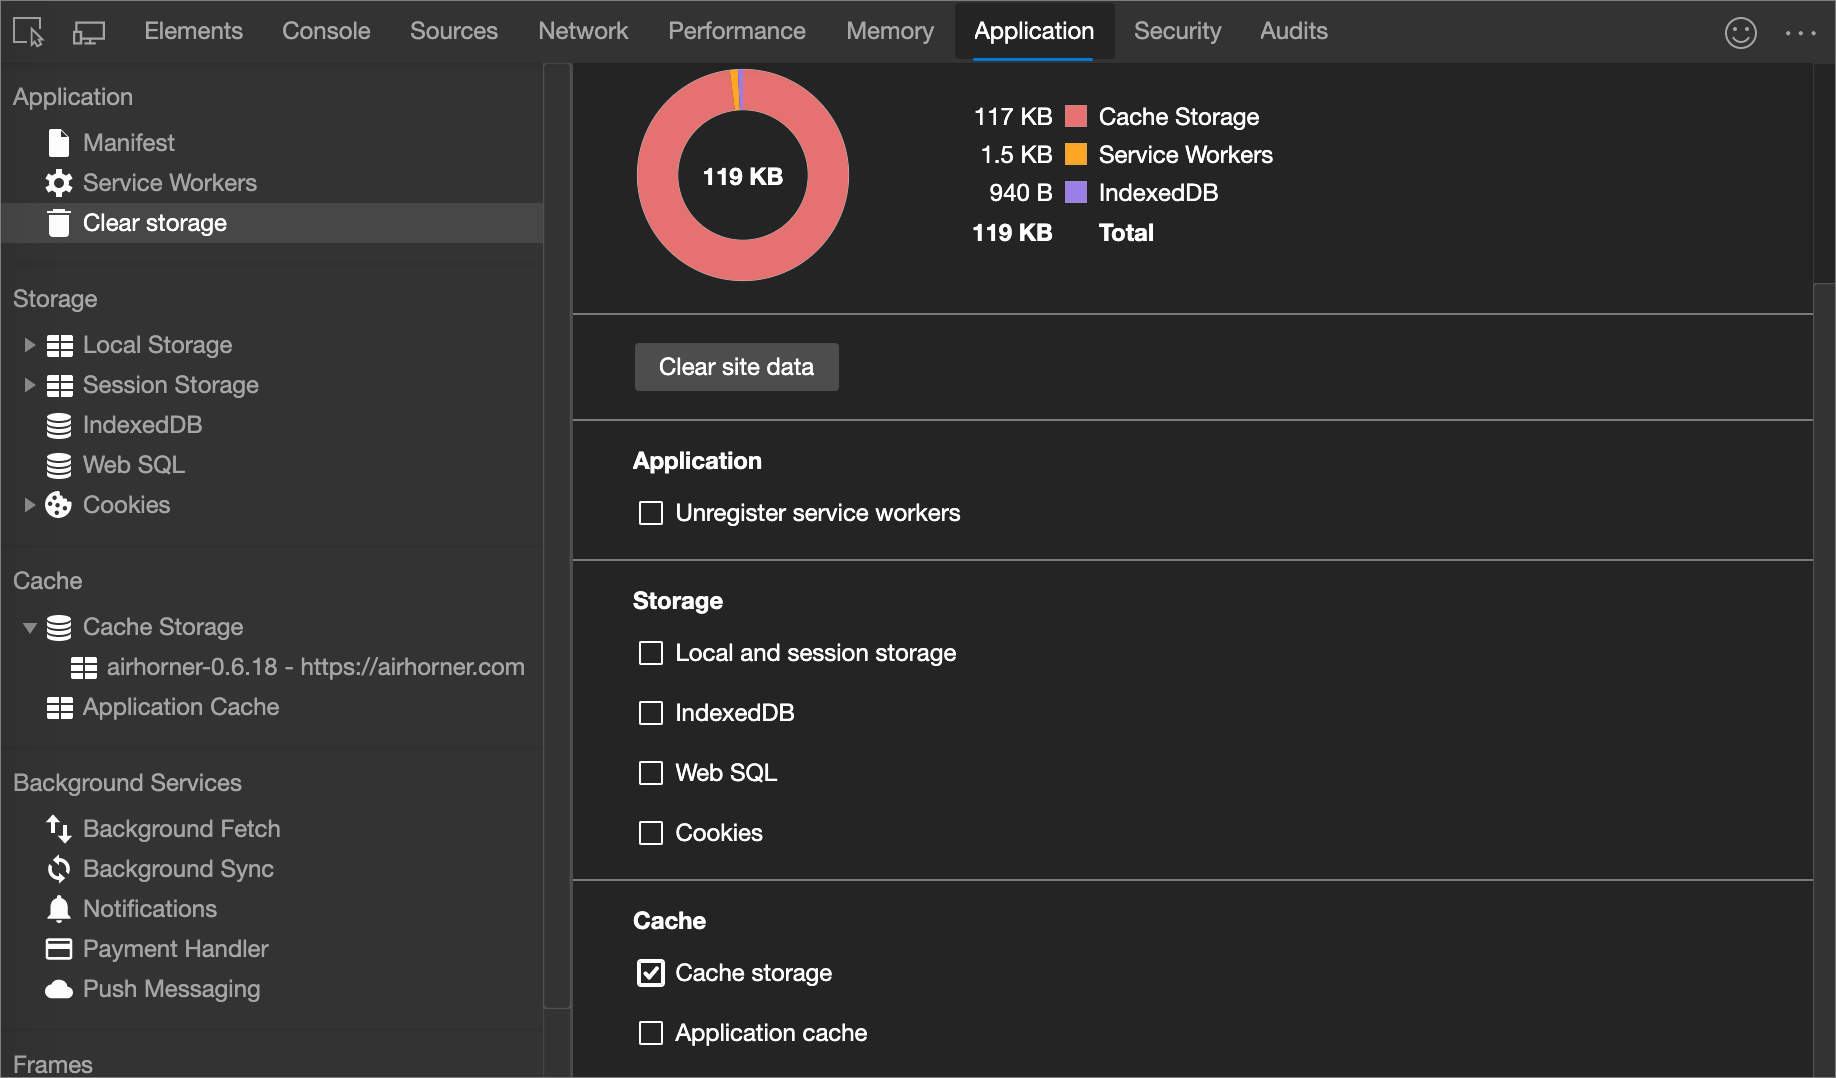 Elements Console Sources Network Performance Memory Application Security Audits
Application
Manifest
Service Workers
Clear storage
Storage
Local Storage
Session Storage
IndexedDB
Web SQL
Cookies
Cache
Cache Storage
airhorner-0.6.18 - https://airhorner.com
Application Cache
Background Services
Background Fetch
Background Sync
Notifications
Payment Handler
Push Messaging
Frames
119 KB
117 KB Cache Storage
1.5 KB Service Workers
940 B IndexedDB
119 KB Total
Clear site data
Application
Unregister service workers
Storage
Local and session storage
IndexedDB
Web SQL
Cookies
Cache
Cache storage
Application cache